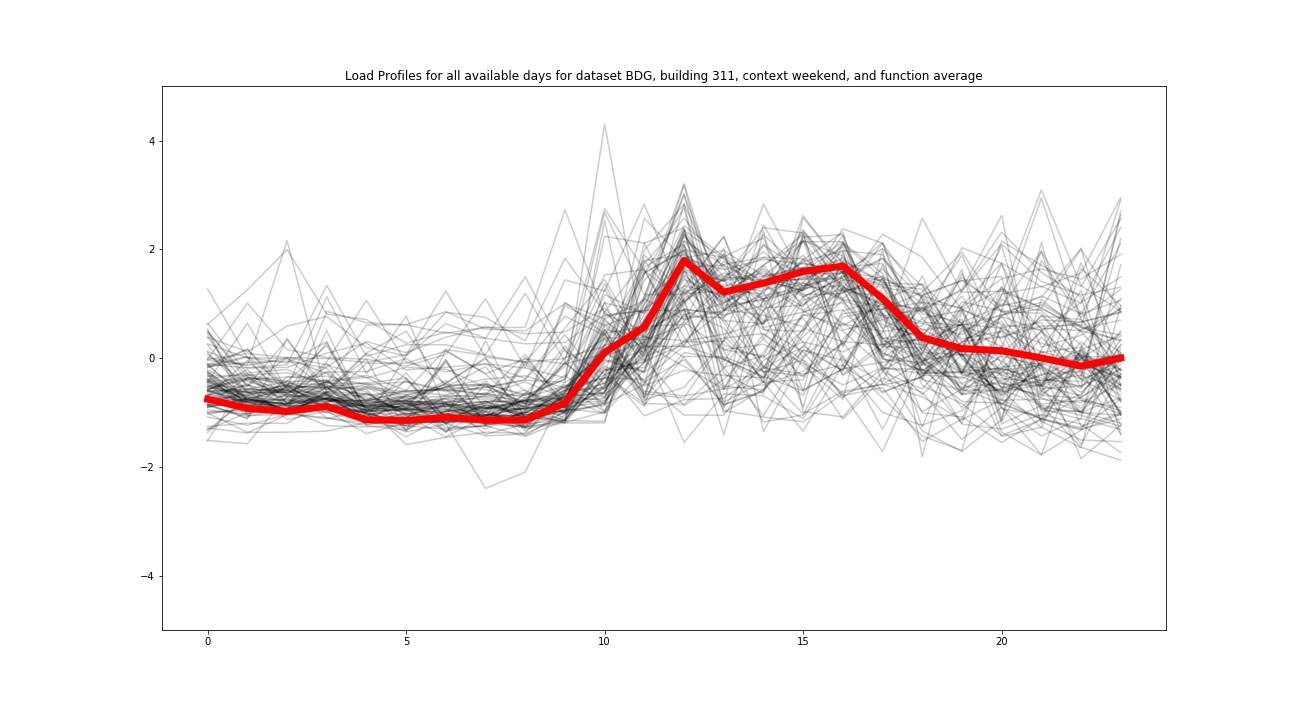 Load Profiles for all available days for dataset BDG, building 311, context weekend, and function average
4
2
0
−2
−4
0 5 10 15 20